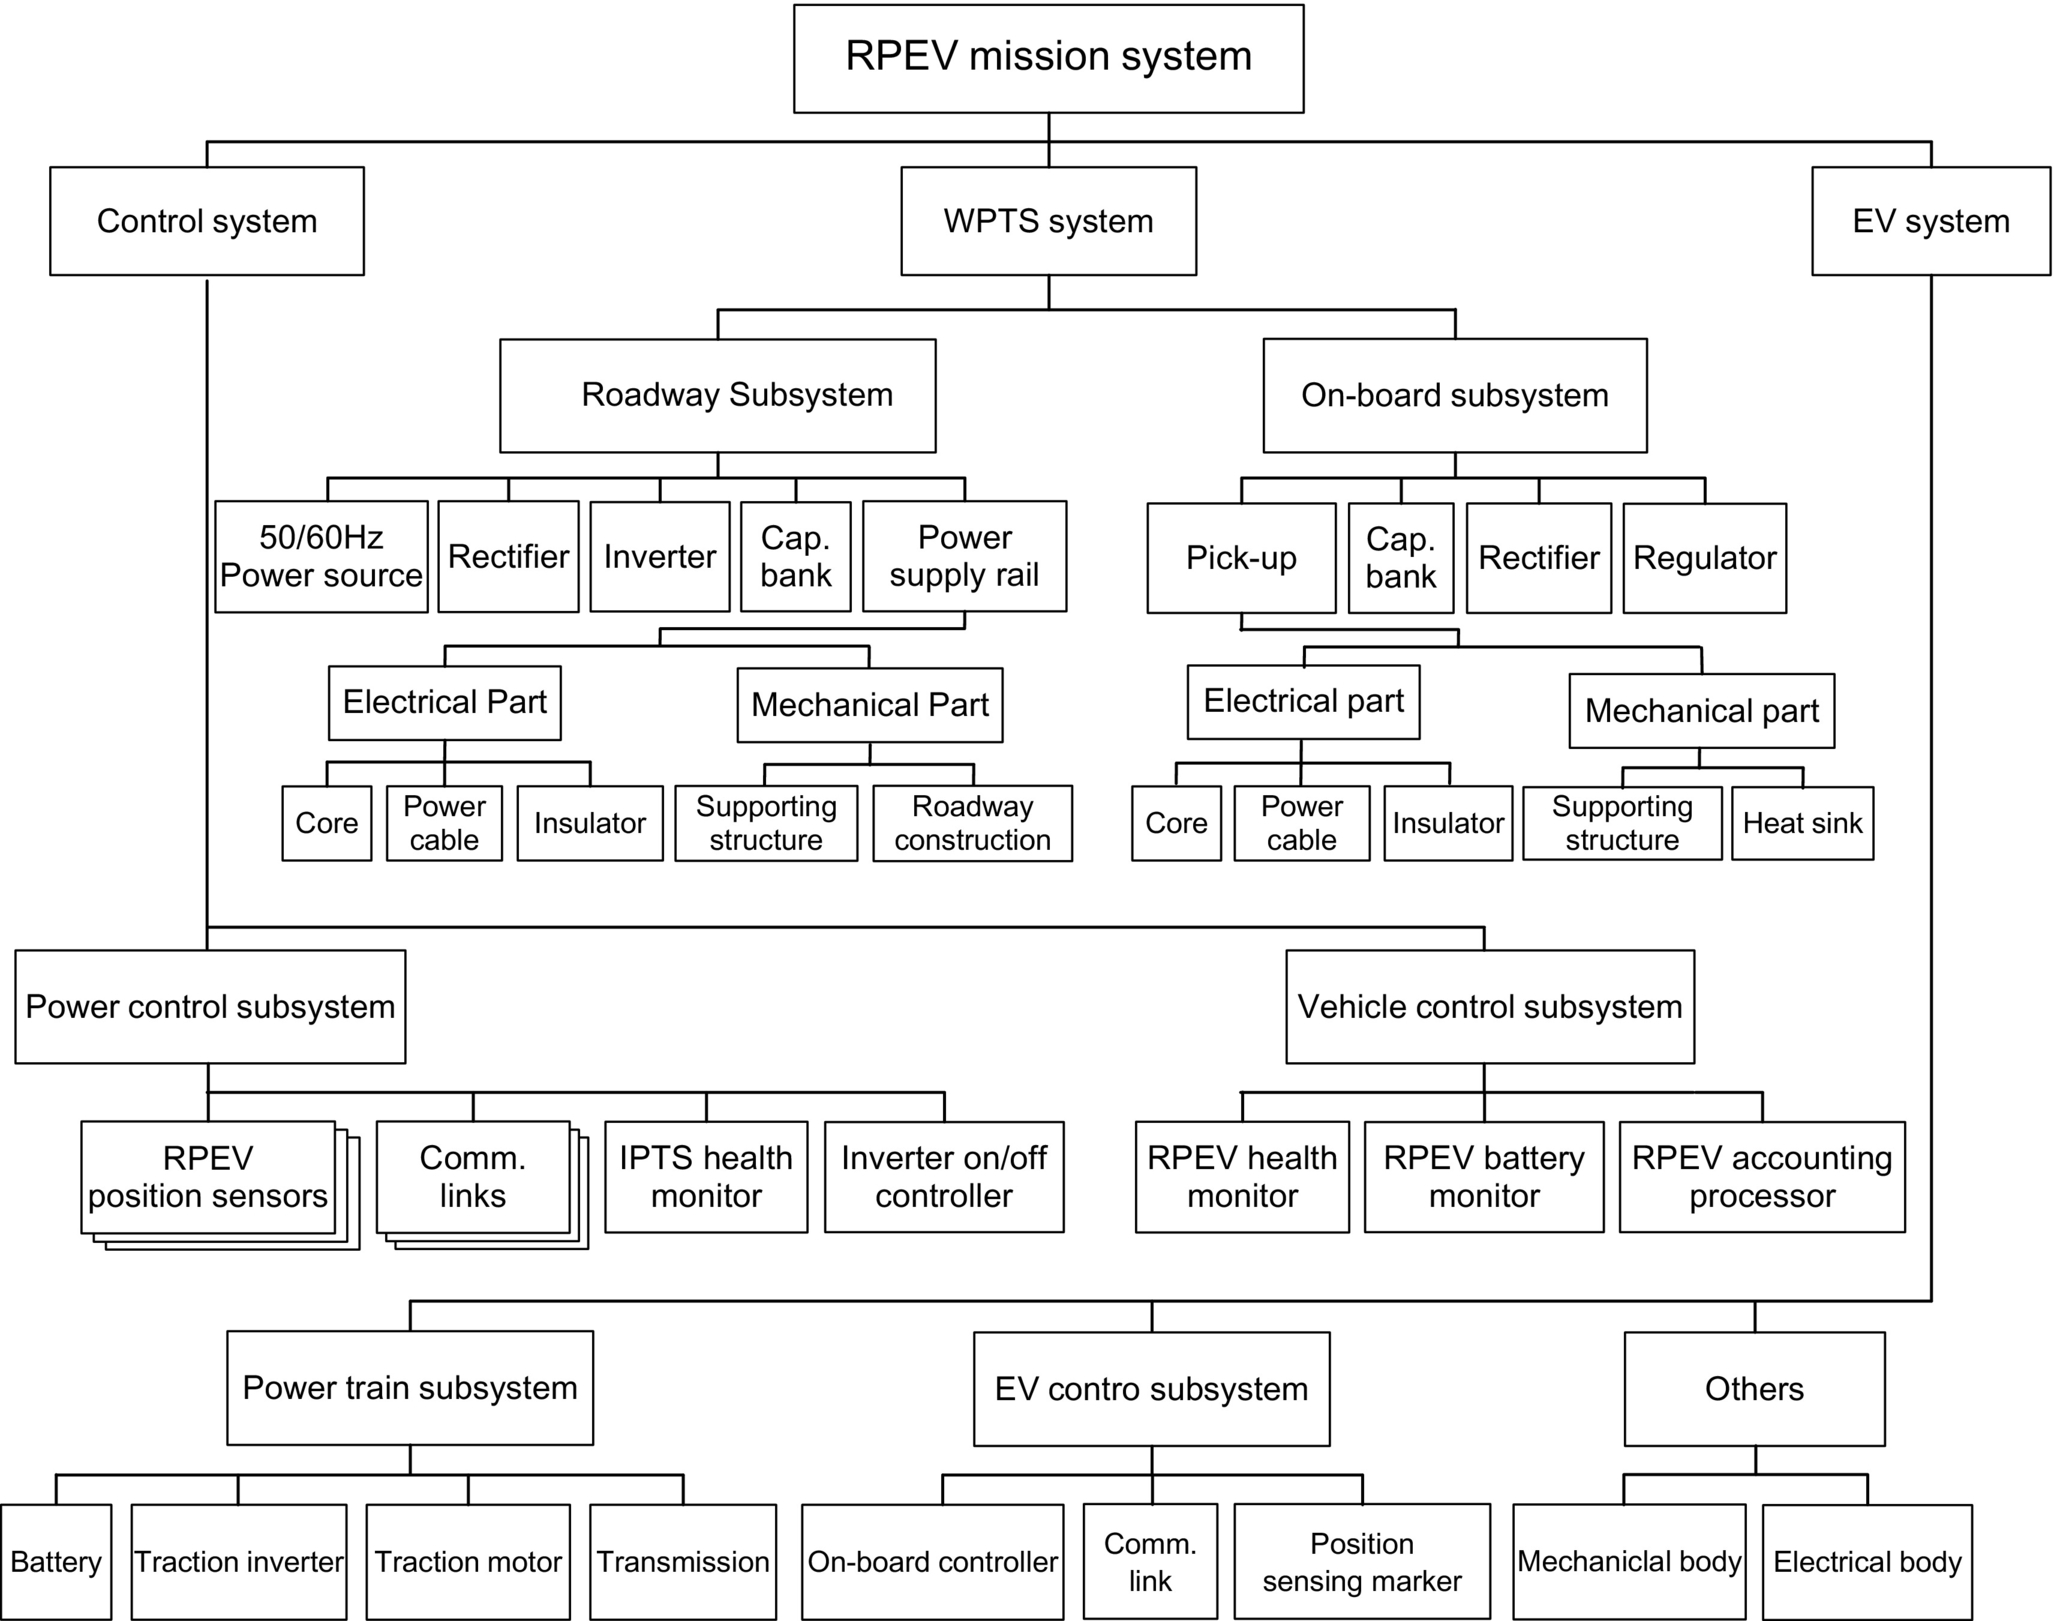 RPEV mission system
Control system
WPTS system
EV system
Roadway Subsystem
On-board subsystem
50/60Hz
Power source
Rectifier
Inverter
Cap.
bank
Power
supply rail
Pick-up
Cap.
bank
Rectifier
Regulator
Electrical Part
Mechanical Part
Electrical part
Mechanical part
Core
Power
cable
Insulator
Supporting
structure
Roadway
construction
Core
Power
cable
Insulator
Supporting
structure
Heat sink
Power control subsystem
Vehicle control subsystem
RPEV
position sensors
Comm.
links
IPTS health
monitor
Inverter on/off
controller
RPEV health
monitor
RPEV battery
monitor
RPEV accounting
processor
Power train subsystem
EV contro subsystem
Others
Battery
Traction inverter
Traction motor
Transmission
On-board controller
Comm.
link
Position
sensing marker
Mechaniclal body
Electrical body